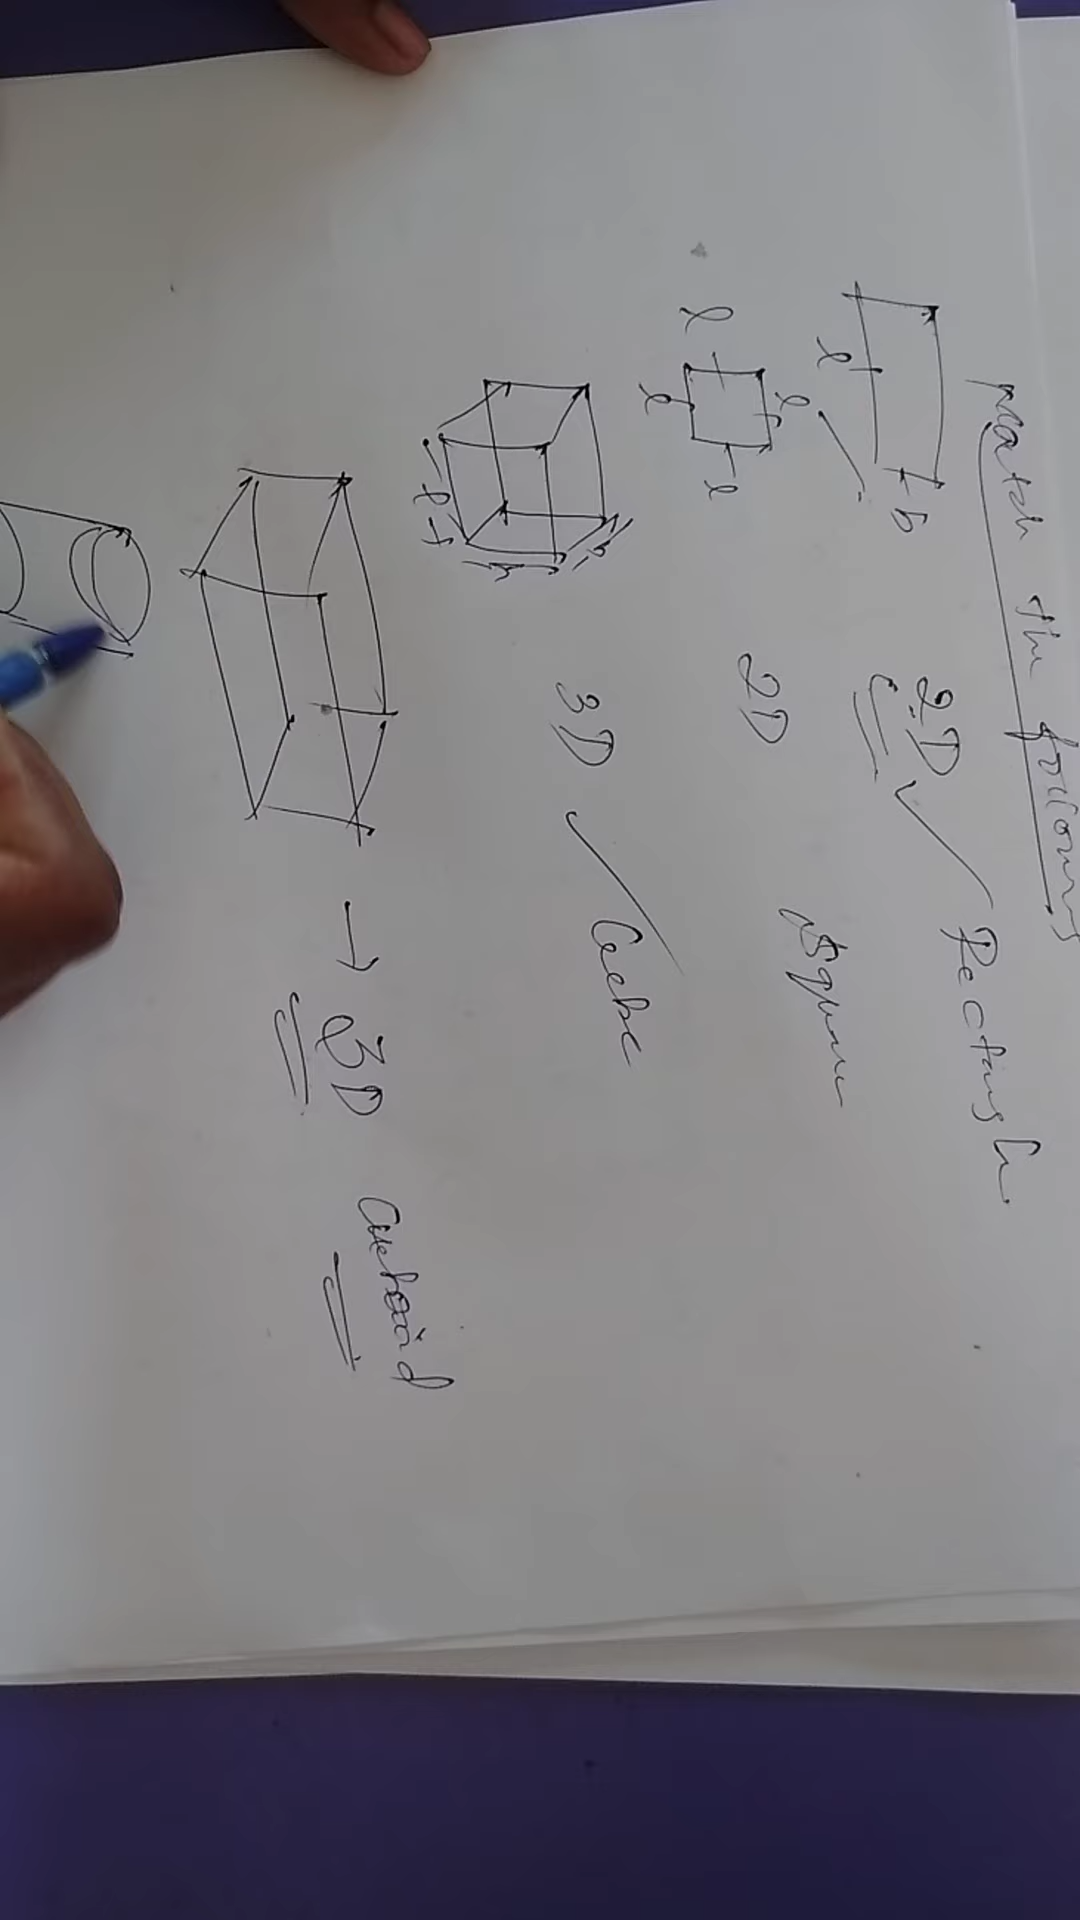 Match the following
l b 2D Rectangle
l l l l 2D Square
l h b 3D Cube
→ 3D Cuboid